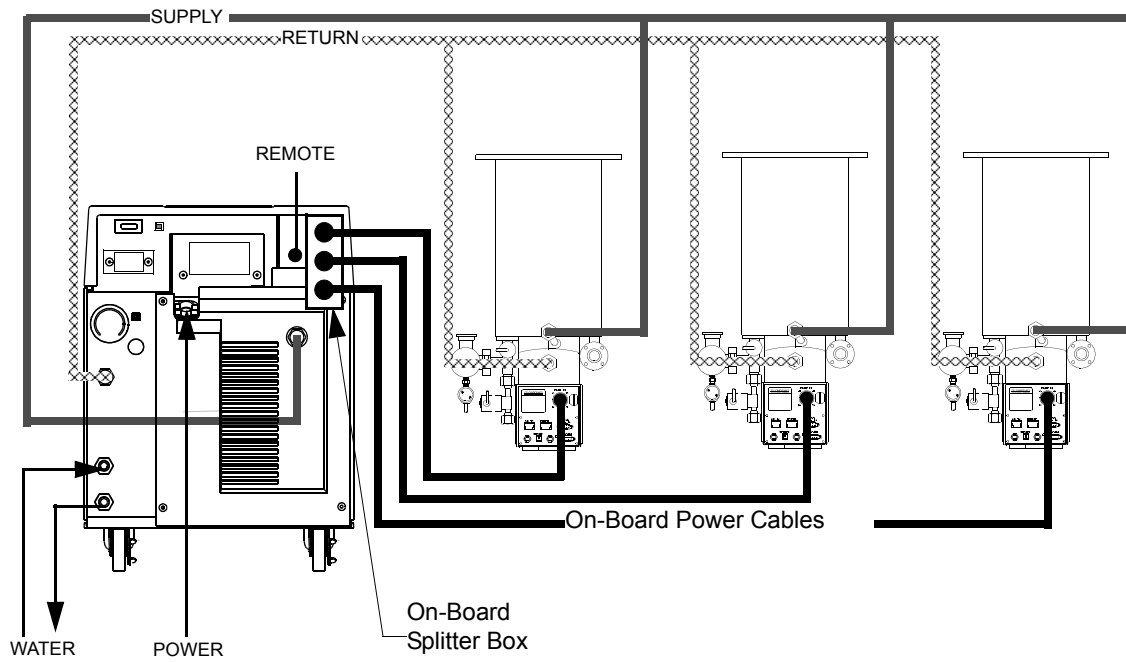 SUPPLY
RETURN
REMOTE
On-Board Power Cables
On-Board
Splitter Box
WATER
POWER